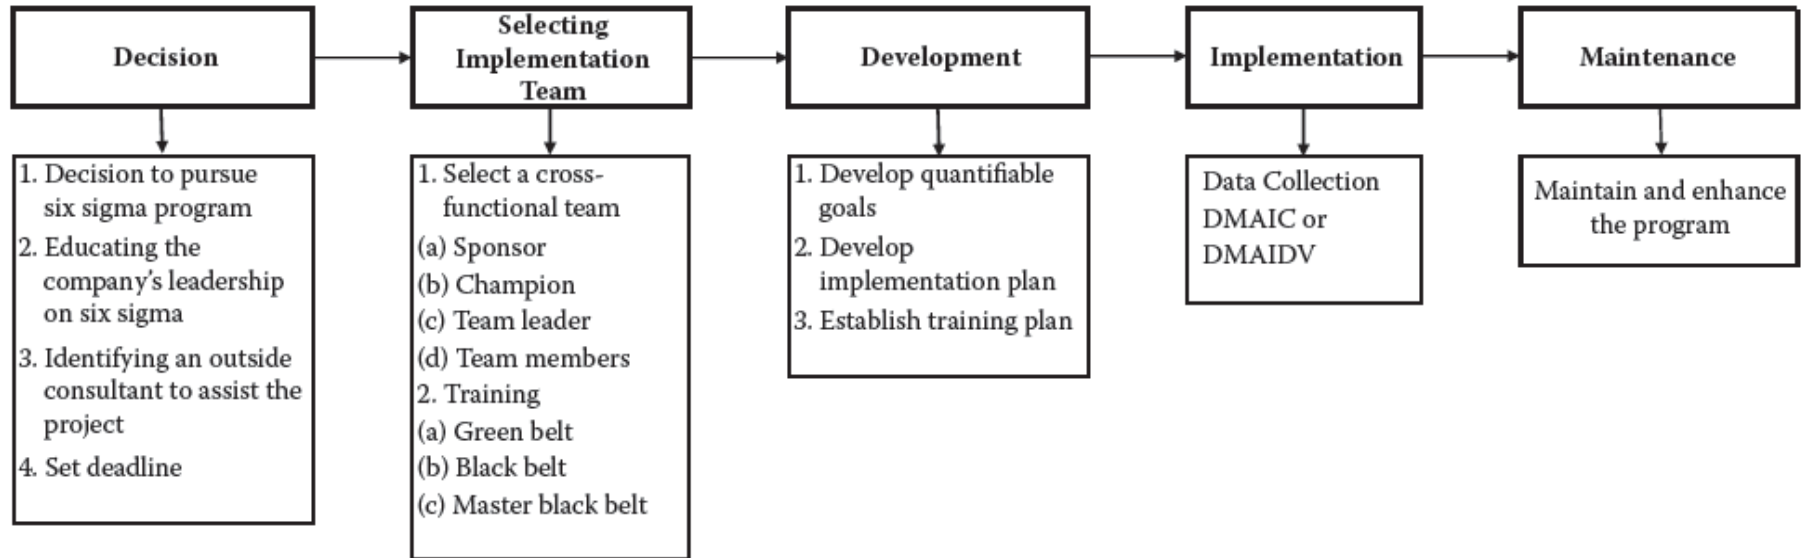 Decision
Selecting
Implementation
Team
Development
Implementation
Maintenance
1. Decision to pursue
six sigma program
2. Educating the
company's leadership
on six sigma
3. Identifying an outside
consultant to assist the
project
4. Set deadline
1. Select a cross-
functional team
(a) Sponsor
(b) Champion
(c) Team leader
(d) Team members
2. Training
(a) Green belt
(b) Black belt
(c) Master black belt
1. Develop quantifiable
goals
2. Develop
implementation plan
3. Establish training plan
Data Collection
DMAIC or
DMAIDV
Maintain and enhance
the program